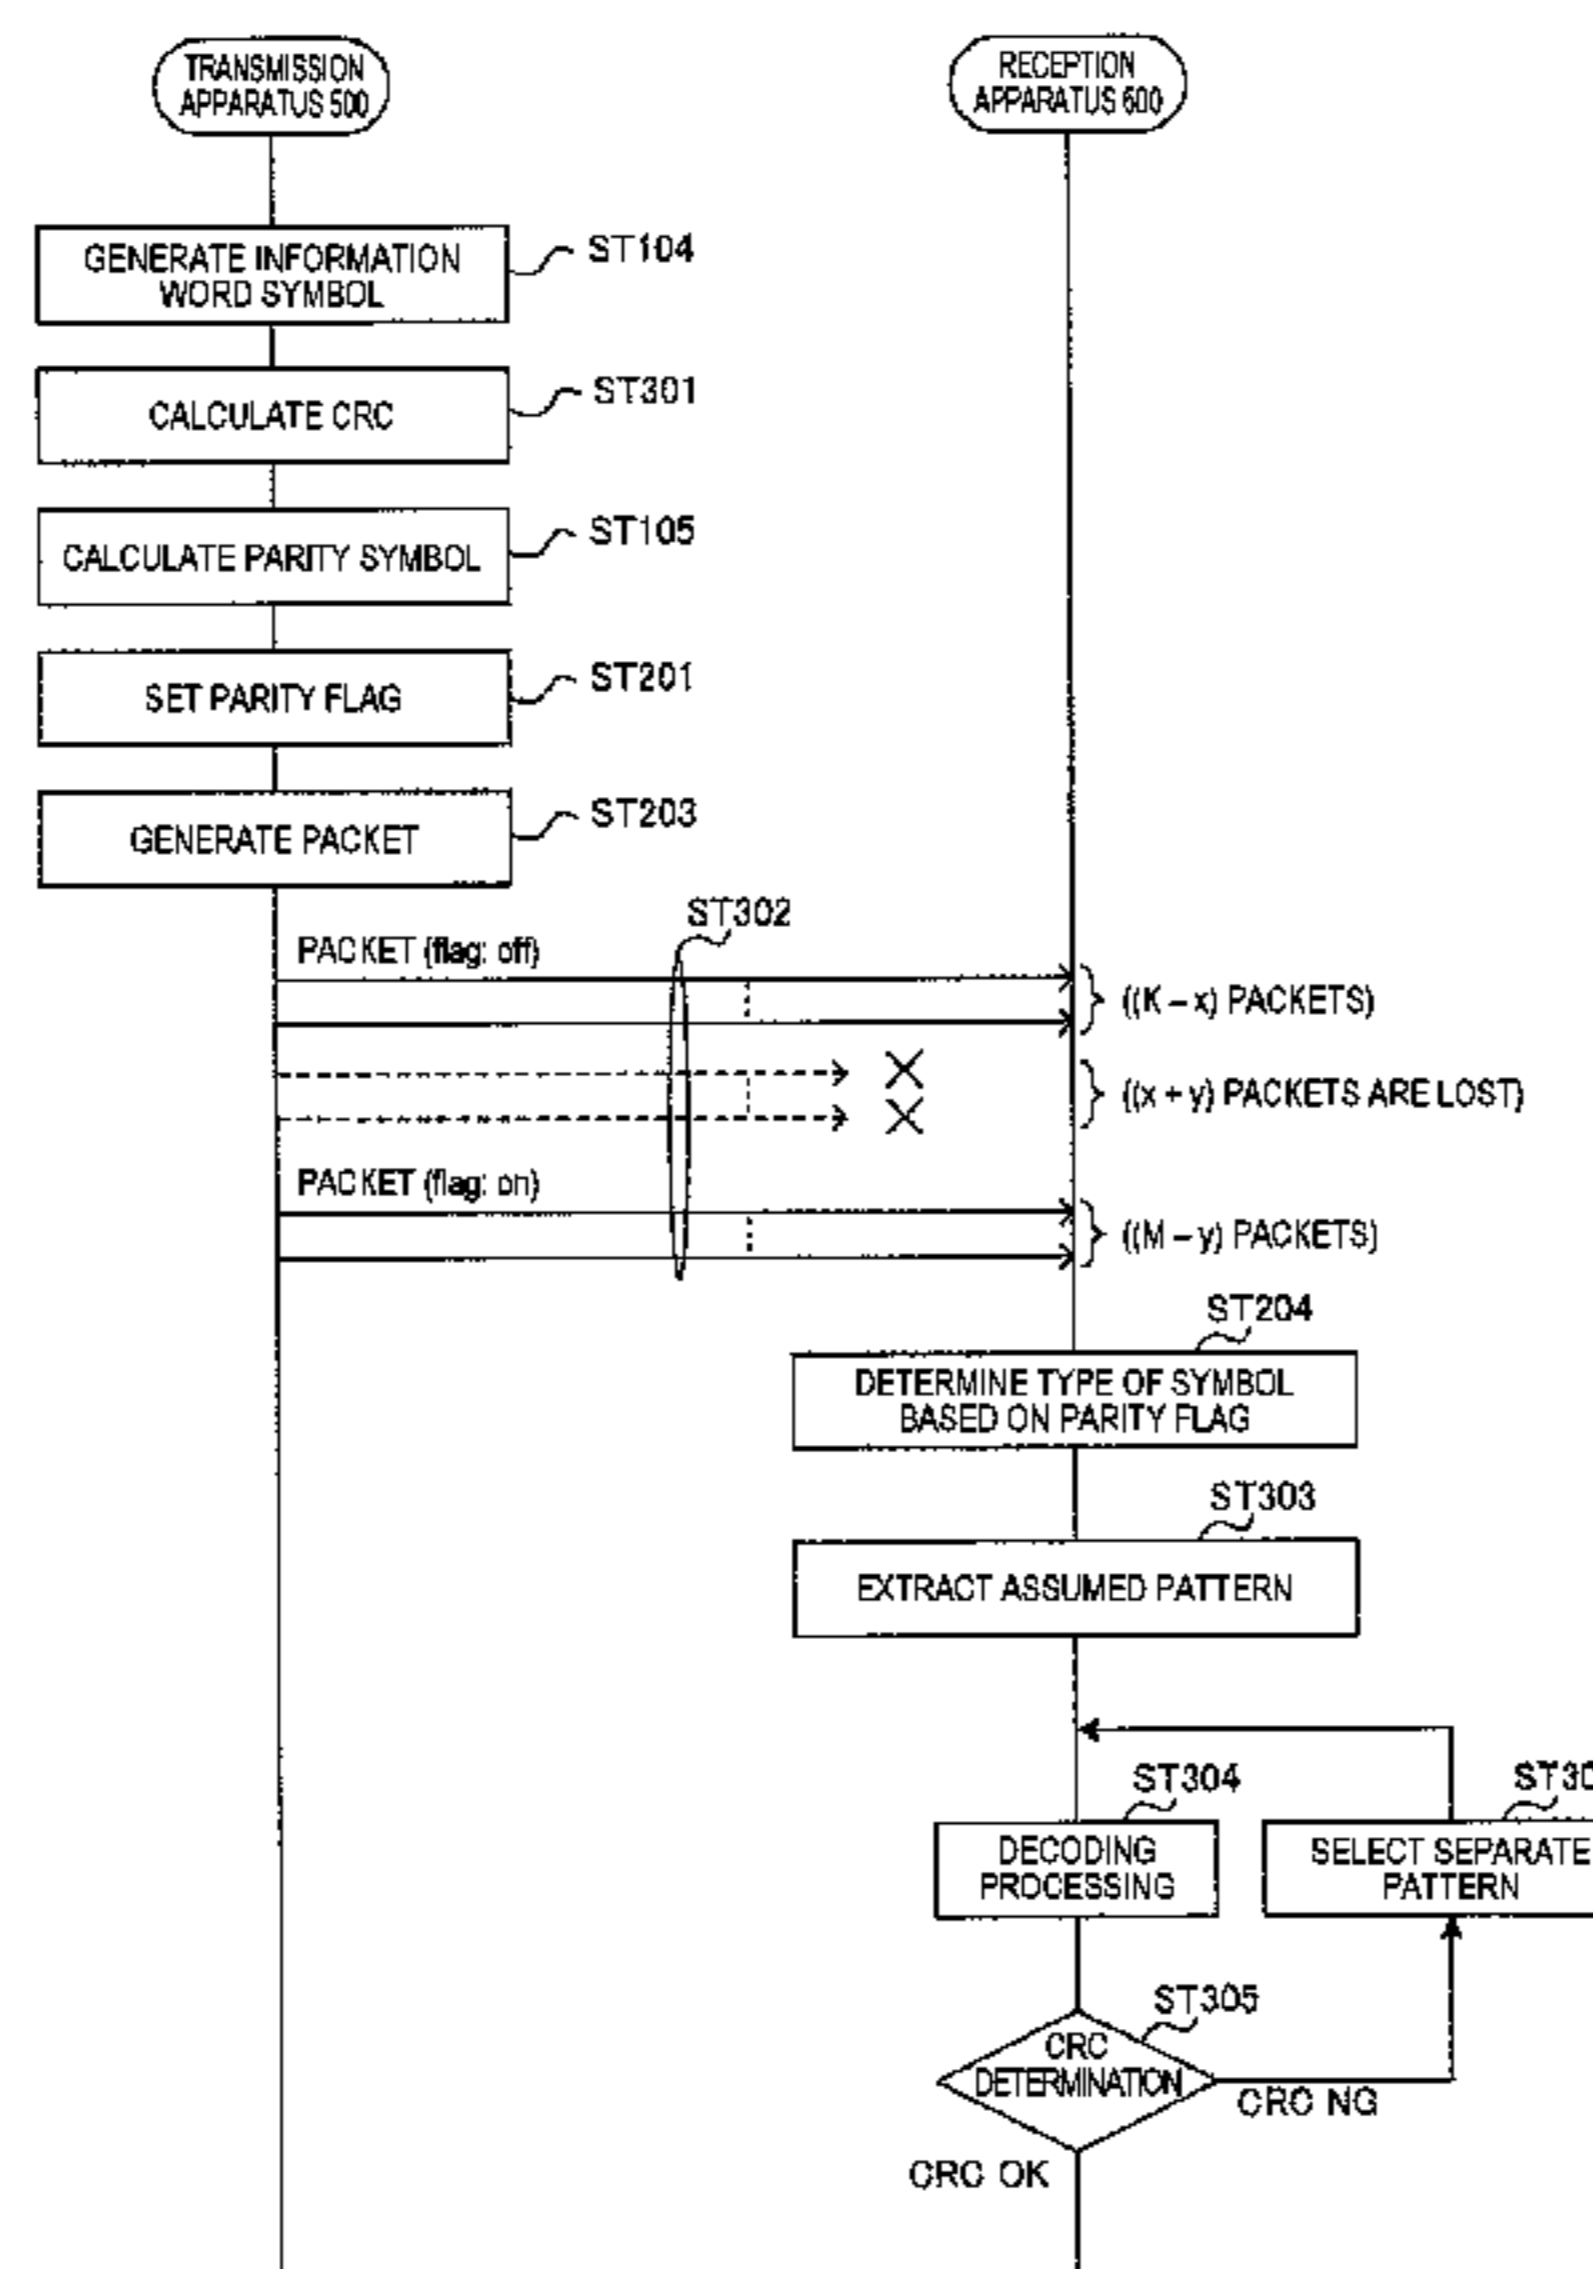 TRANSMISSION
APPARATUS 500
RECEPTION
APPARATUS 600
GENERATE INFORMATION
WORD SYMBOL
ST104
CALCULATE CRC
ST301
CALCULATE PARITY SYMBOL
ST105
SET PARITY FLAG
ST201
GENERATE PACKET
ST203
ST302
PACKET (flag: off)
((K – x) PACKETS)
((x + y) PACKETS ARE LOST)
PACKET (flag: on)
((M – y) PACKETS)
ST204
DETERMINE TYPE OF SYMBOL
BASED ON PARITY FLAG
ST303
EXTRACT ASSUMED PATTERN
ST304
DECODING
PROCESSING
SELECT SEPARATE
PATTERN
ST305
CRC
DETERMINATION
CRC NG
CRC OK